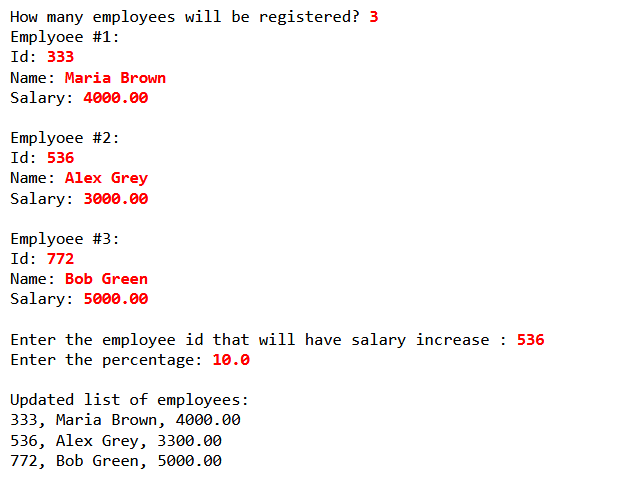 How many employees will be registered? 3
Emplyoee #1:
Id: 333
Name: Maria Brown
Salary: 4000.00
Emplyoee #2:
Id: 536
Name: Alex Grey
Salary: 3000.00
Emplyoee #3:
Id: 772
Name: Bob Green
Salary: 5000.00
Enter the employee id that will have salary increase : 536
Enter the percentage: 10.0
Updated list of employees:
333, Maria Brown, 4000.00
536, Alex Grey, 3300.00
772, Bob Green, 5000.00